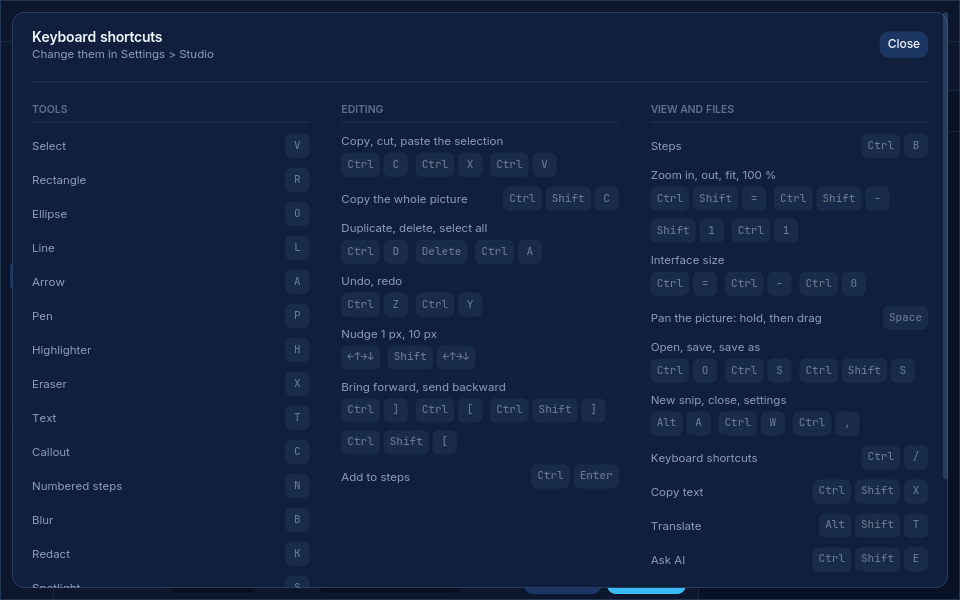 Keyboard shortcuts
Change them in Settings > Studio
Close
TOOLS
Select V
Rectangle R
Ellipse O
Line L
Arrow A
Pen P
Highlighter H
Eraser X
Text T
Callout C
Numbered steps N
Blur B
Redact K
Spotlight S
EDITING
Copy, cut, paste the selection
Ctrl C Ctrl X Ctrl V
Copy the whole picture Ctrl Shift C
Duplicate, delete, select all
Ctrl D Delete Ctrl A
Undo, redo
Ctrl Z Ctrl Y
Nudge 1 px, 10 px
←↑→↓ Shift ←↑→↓
Bring forward, send backward
Ctrl ] Ctrl [ Ctrl Shift ]
Ctrl Shift [
Add to steps Ctrl Enter
VIEW AND FILES
Steps Ctrl B
Zoom in, out, fit, 100 %
Ctrl Shift = Ctrl Shift -
Shift 1 Ctrl 1
Interface size
Ctrl = Ctrl - Ctrl 0
Pan the picture: hold, then drag Space
Open, save, save as
Ctrl O Ctrl S Ctrl Shift S
New snip, close, settings
Alt A Ctrl W Ctrl ,
Keyboard shortcuts Ctrl /
Copy text Ctrl Shift X
Translate Alt Shift T
Ask AI Ctrl Shift E